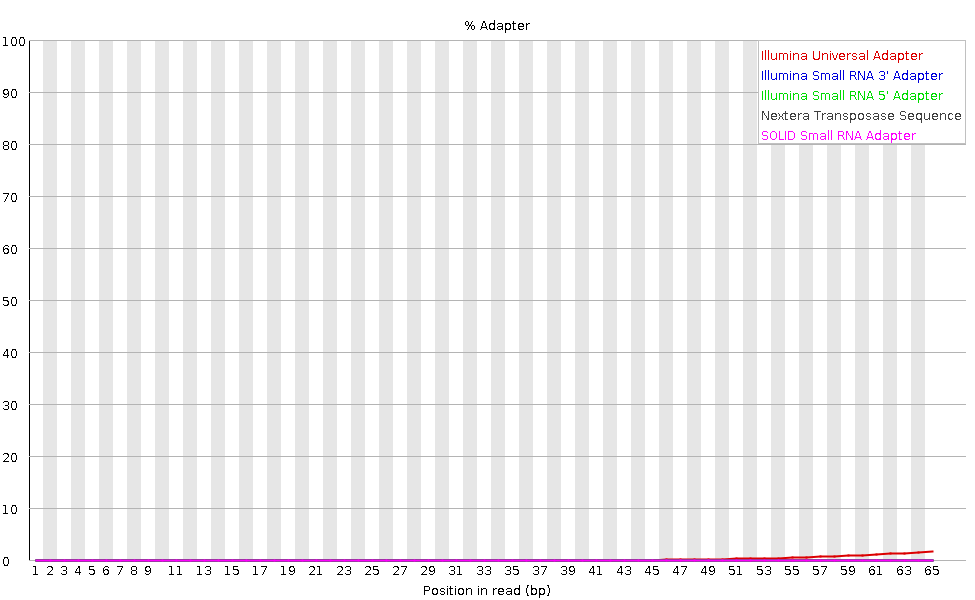 % Adapter
100
90
80
70
60
50
40
30
20
10
0
Illumina Universal Adapter
Illumina Small RNA 3' Adapter
Illumina Small RNA 5' Adapter
Nextera Transposase Sequence
SOLID Small RNA Adapter
1 2 3 4 5 6 7 8 9 11 13 15 17 19 21 23 25 27 29 31 33 35 37 39 41 43 45 47 49 51 53 55 57 59 61 63 65
Position in read (bp)